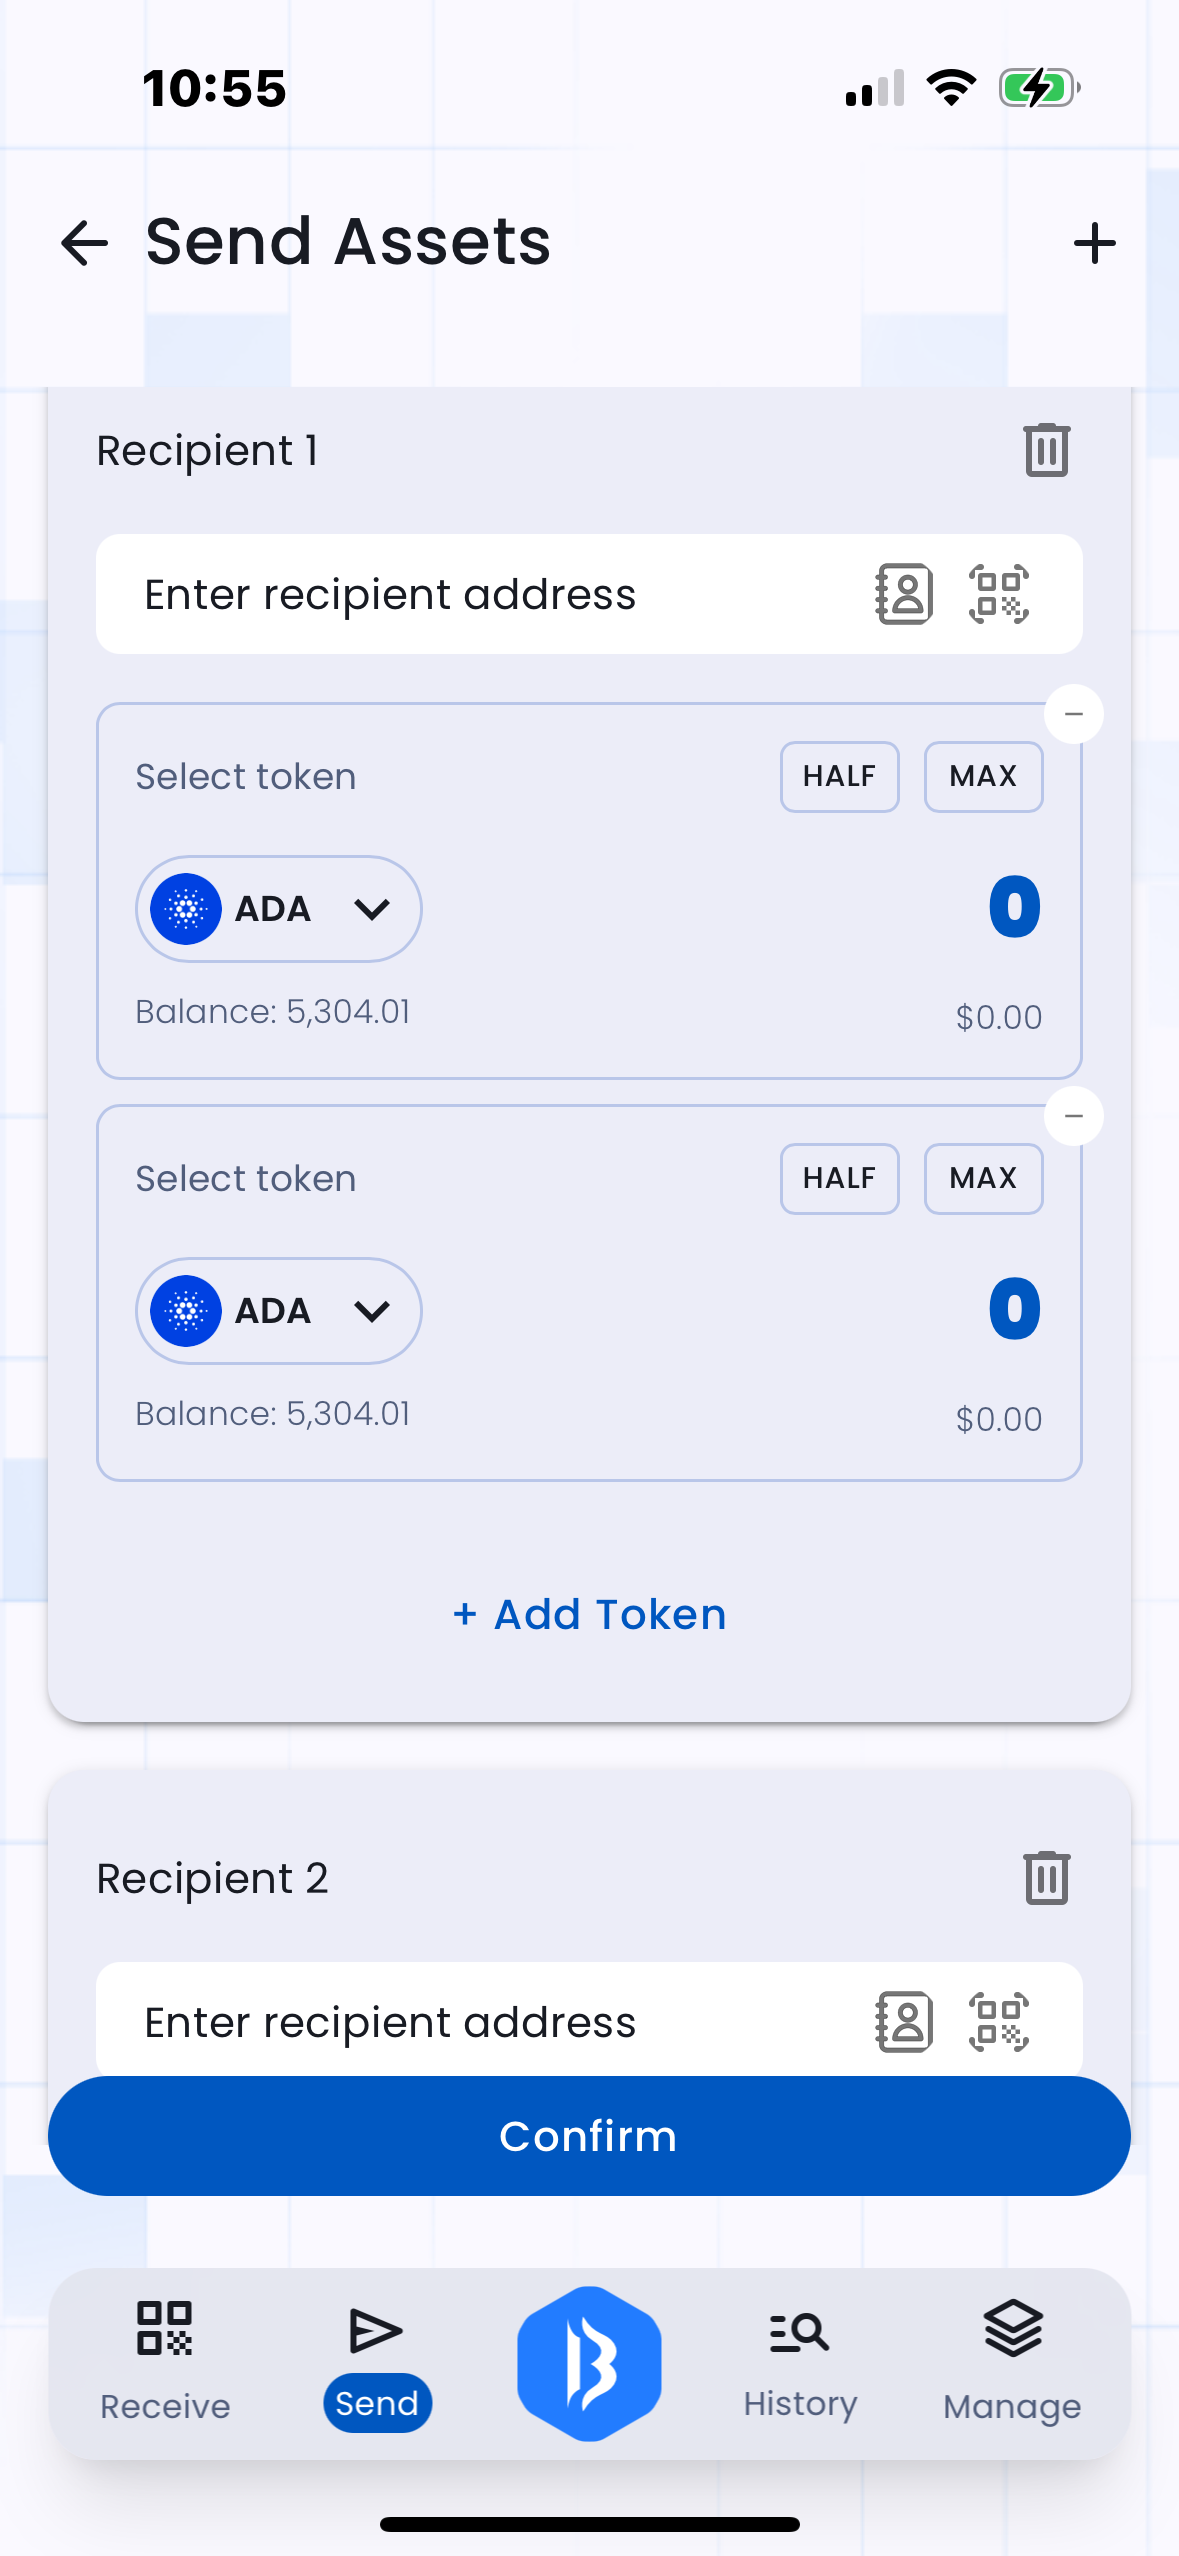 10:55
Send Assets
Recipient 1
Enter recipient address
Select token
HALF
MAX
ADA
0
Balance: 5,304.01
$0.00
Select token
HALF
MAX
ADA
0
Balance: 5,304.01
$0.00
+ Add Token
Recipient 2
Enter recipient address
Confirm
Receive
Send
History
Manage